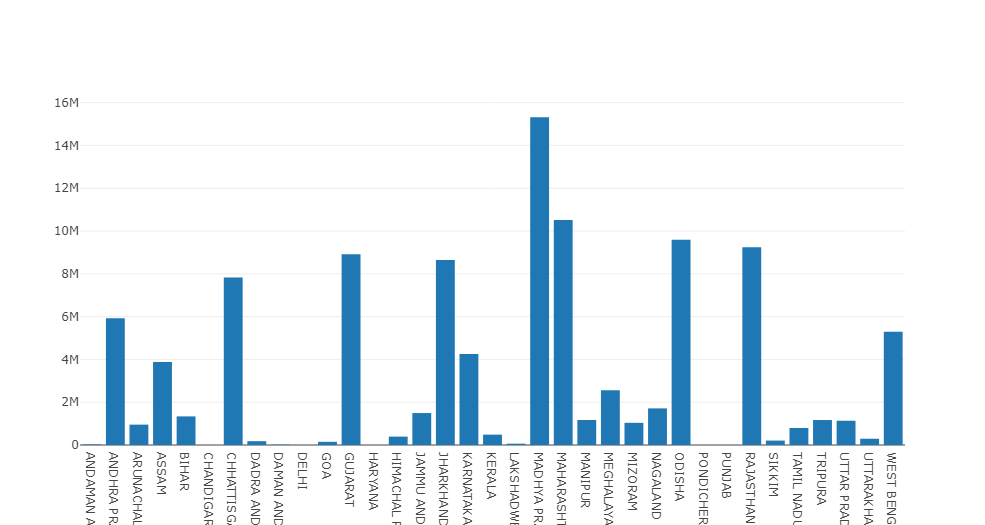 16M
14M
12M
10M
8M
6M
4M
2M
0
ANDAMAN A
ANDHRA PR.
ARUNACHAL
ASSAM
BIHAR
CHANDIGAR
CHHATTISGA
DADRA AND
DAMAN AND
DELHI
GOA
GUJARAT
HARYANA
HIMACHAL P
JAMMU AND
JHARKHAND
KARNATAKA
KERALA
LAKSHADWE
MADHYA PR.
MAHARASHT
MANIPUR
MEGHALAYA
MIZORAM
NAGALAND
ODISHA
PONDICHER
PUNJAB
RAJASTHAN
SIKKIM
TAMIL NADU
TRIPURA
UTTAR PRAD
UTTARAKHA
WEST BENG